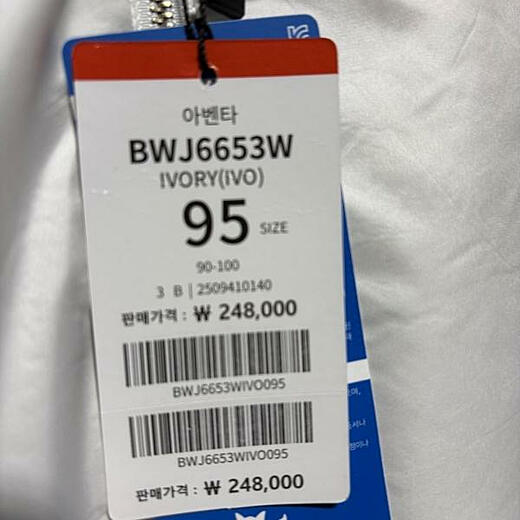 아벤타
BWJ6653W
IVORY(IVO)
95 SIZE
90-100
3 B | 2509410140
판매가격 : ₩ 248,000
BWJ6653WIVO095
BWJ6653WIVO095
판매가격 : ₩ 248,000